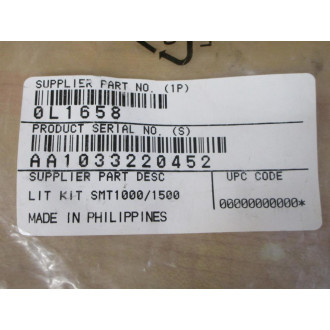 SUPPLIER PART NO. (1P)
0L1658
PRODUCT SERIAL NO. (S)
AA1033220452
SUPPLIER PART DESC
UPC CODE
LIT KIT SMT1000/1500
00000000000*
MADE IN PHILIPPINES